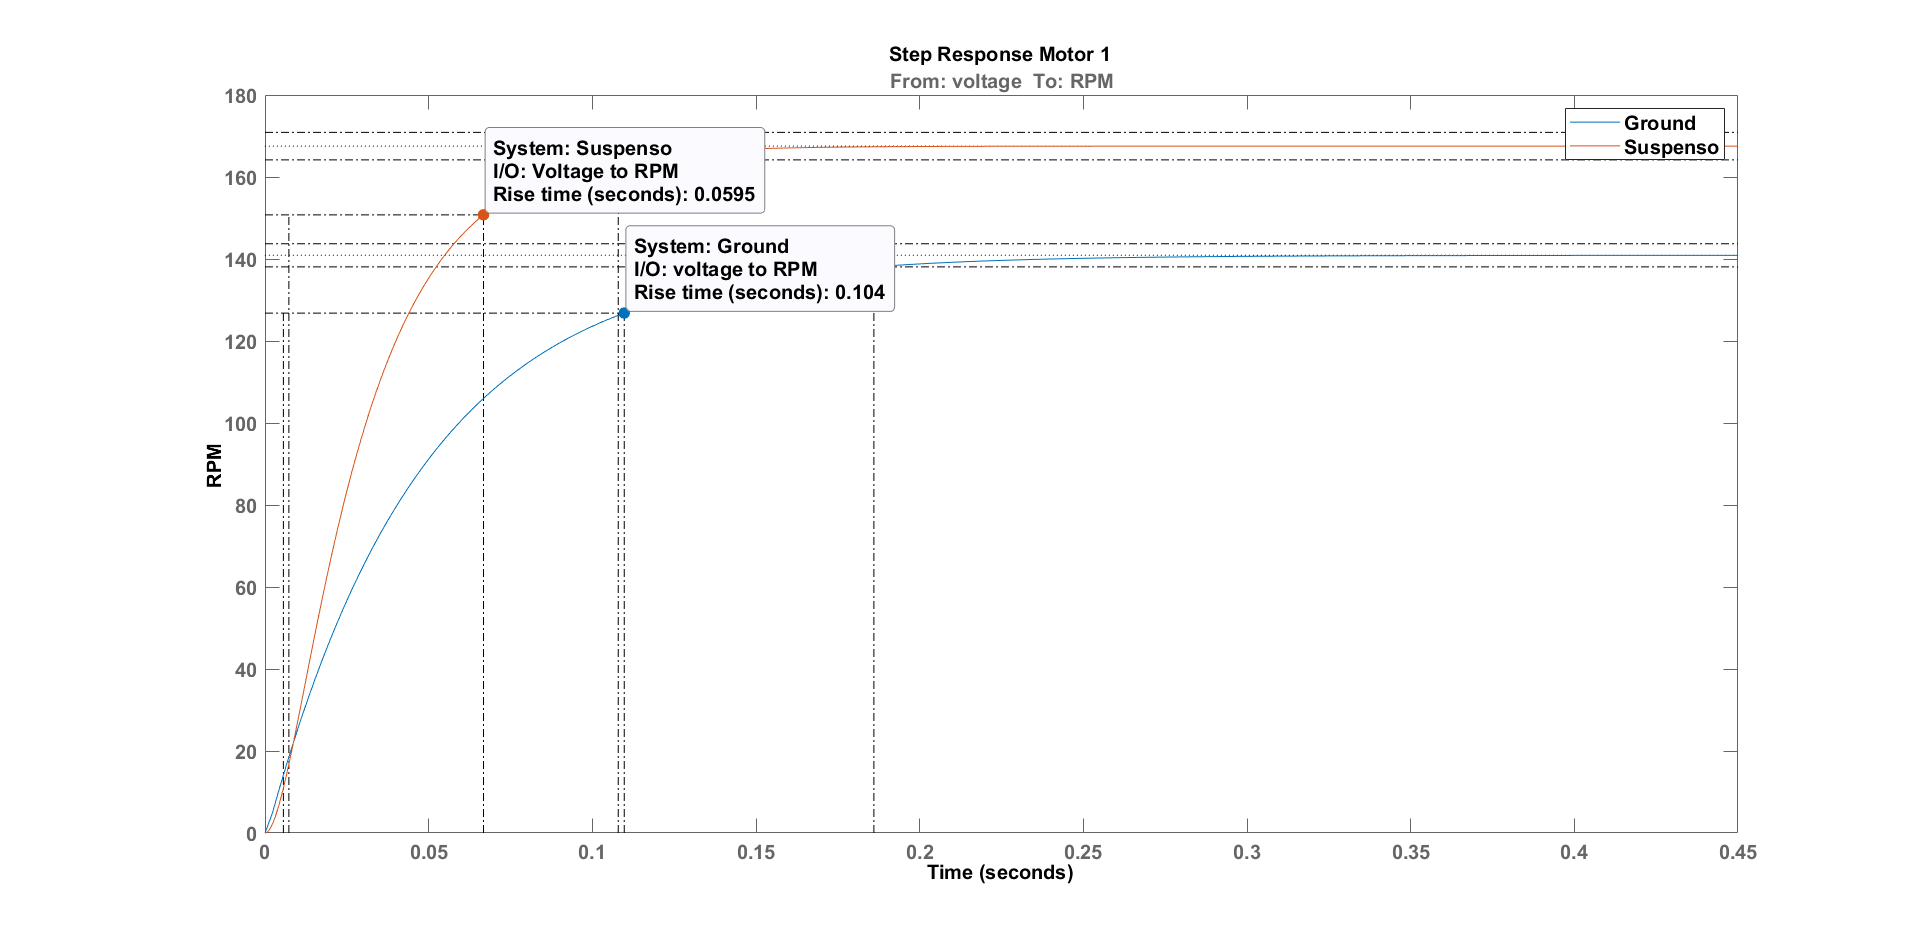 Step Response Motor 1
From: voltage  To: RPM
180
160
140
120
100
80
60
40
20
0
RPM
System: Suspenso
I/O: Voltage to RPM
Rise time (seconds): 0.0595
System: Ground
I/O: voltage to RPM
Rise time (seconds): 0.104
Ground
Suspenso
0 0.05 0.1 0.15 0.2 0.25 0.3 0.35 0.4 0.45
Time (seconds)